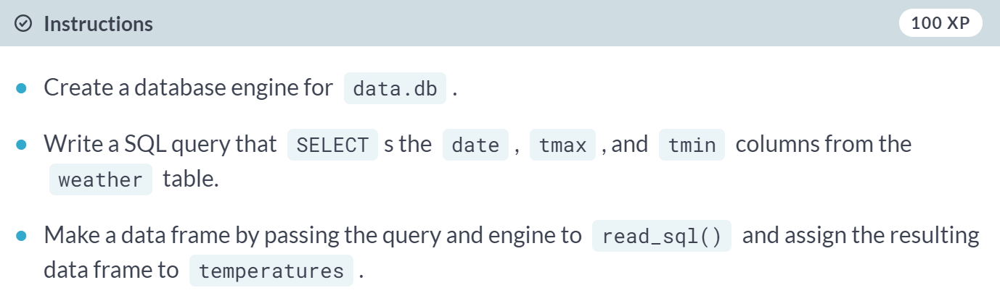 Instructions
100 XP
Create a database engine for data.db .
Write a SQL query that SELECT s the date , tmax , and tmin columns from the
weather table.
Make a data frame by passing the query and engine to read_sql() and assign the resulting
data frame to temperatures .